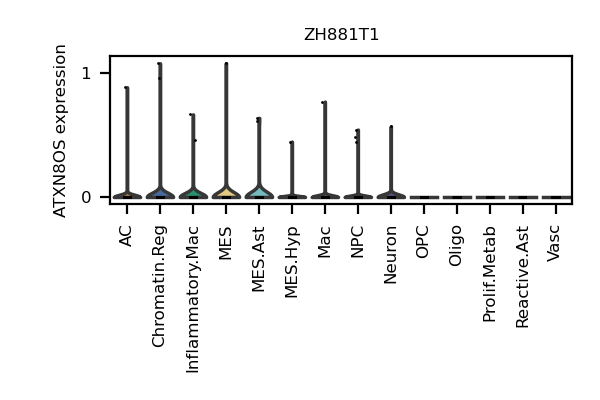 ZH881T1
ATXN8OS expression
1
0
AC
Chromatin.Reg
Inflammatory.Mac
MES
MES.Ast
MES.Hyp
Mac
NPC
Neuron
OPC
Oligo
Prolif.Metab
Reactive.Ast
Vasc